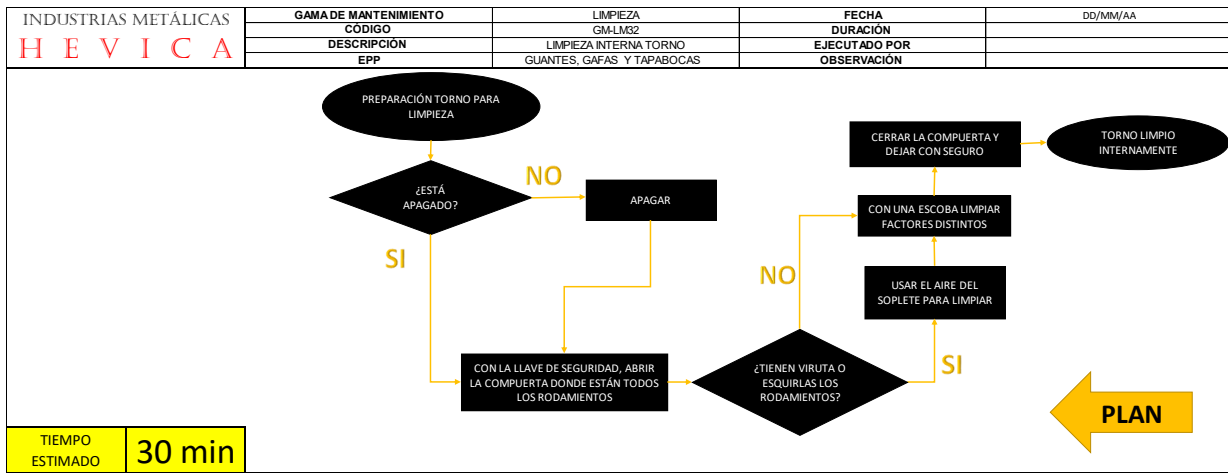 INDUSTRIAS METÁLICAS
HEVICA
GAMA DE MANTENIMIENTO
LIMPIEZA
FECHA
DD/MM/AA
CÓDIGO
GM-LM32
DURACIÓN
DESCRIPCIÓN
LIMPIEZA INTERNA TORNO
EJECUTADO POR
EPP
GUANTES, GAFAS Y TAPABOCAS
OBSERVACIÓN
PREPARACIÓN TORNO PARA
LIMPIEZA
¿ESTÁ
APAGADO?
NO
APAGAR
SI
CON LA LLAVE DE SEGURIDAD, ABRIR
LA COMPUERTA DONDE ESTÁN TODOS
LOS RODAMIENTOS
¿TIENEN VIRUTA O
ESQUIRLAS LOS
RODAMIENTOS?
NO
SI
USAR EL AIRE DEL
SOPLETE PARA LIMPIAR
CON UNA ESCOBA LIMPIAR
FACTORES DISTINTOS
CERRAR LA COMPUERTA Y
DEJAR CON SEGURO
TORNO LIMPIO
INTERNAMENTE
PLAN
TIEMPO
ESTIMADO
30 min